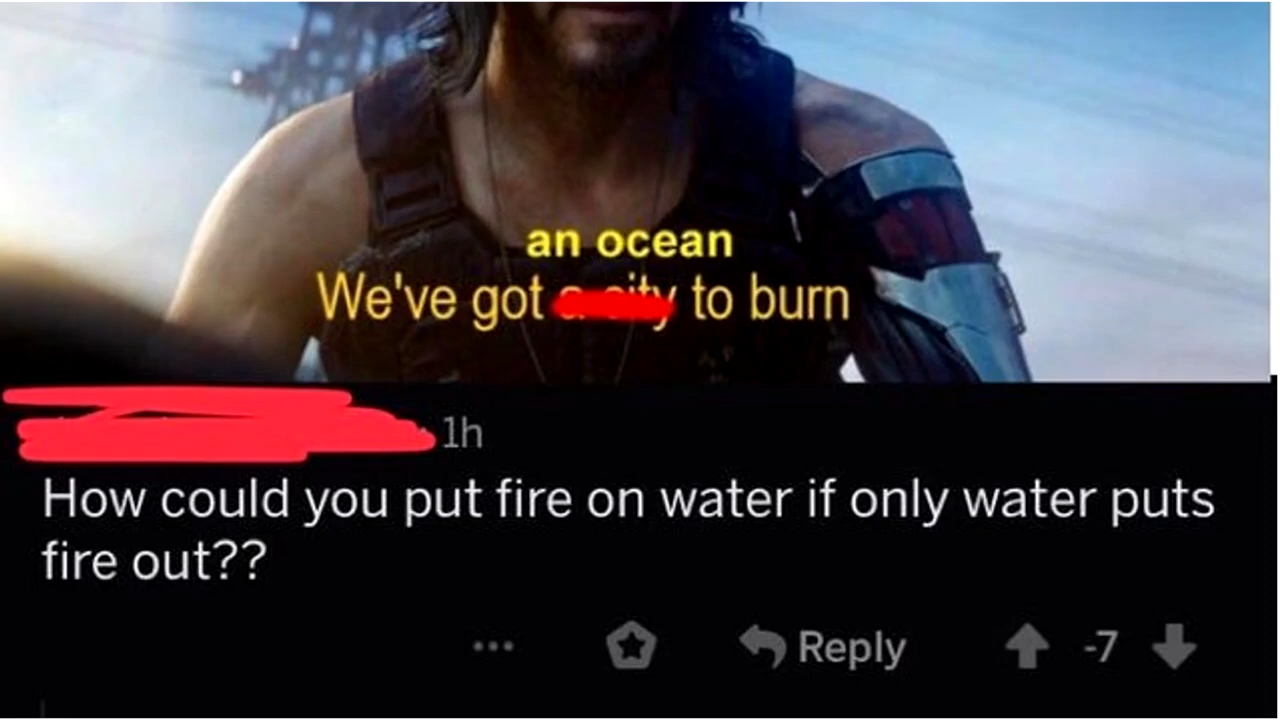 an ocean
We've got a city to burn
1h
How could you put fire on water if only water puts
fire out??
... Reply -7